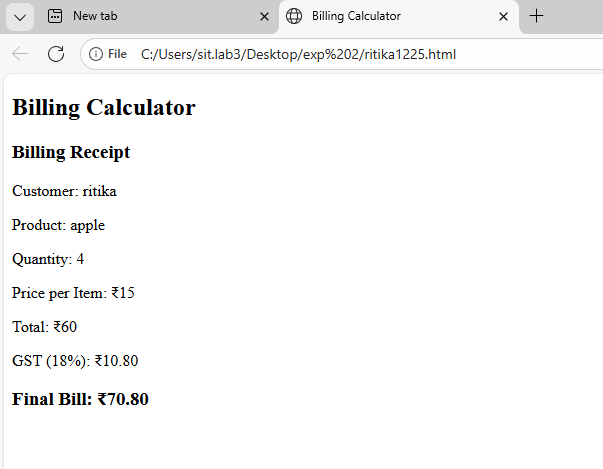 New tab
Billing Calculator
File C:/Users/sit.lab3/Desktop/exp%202/ritika1225.html
Billing Calculator
Billing Receipt
Customer: ritika
Product: apple
Quantity: 4
Price per Item: ₹15
Total: ₹60
GST (18%): ₹10.80
Final Bill: ₹70.80